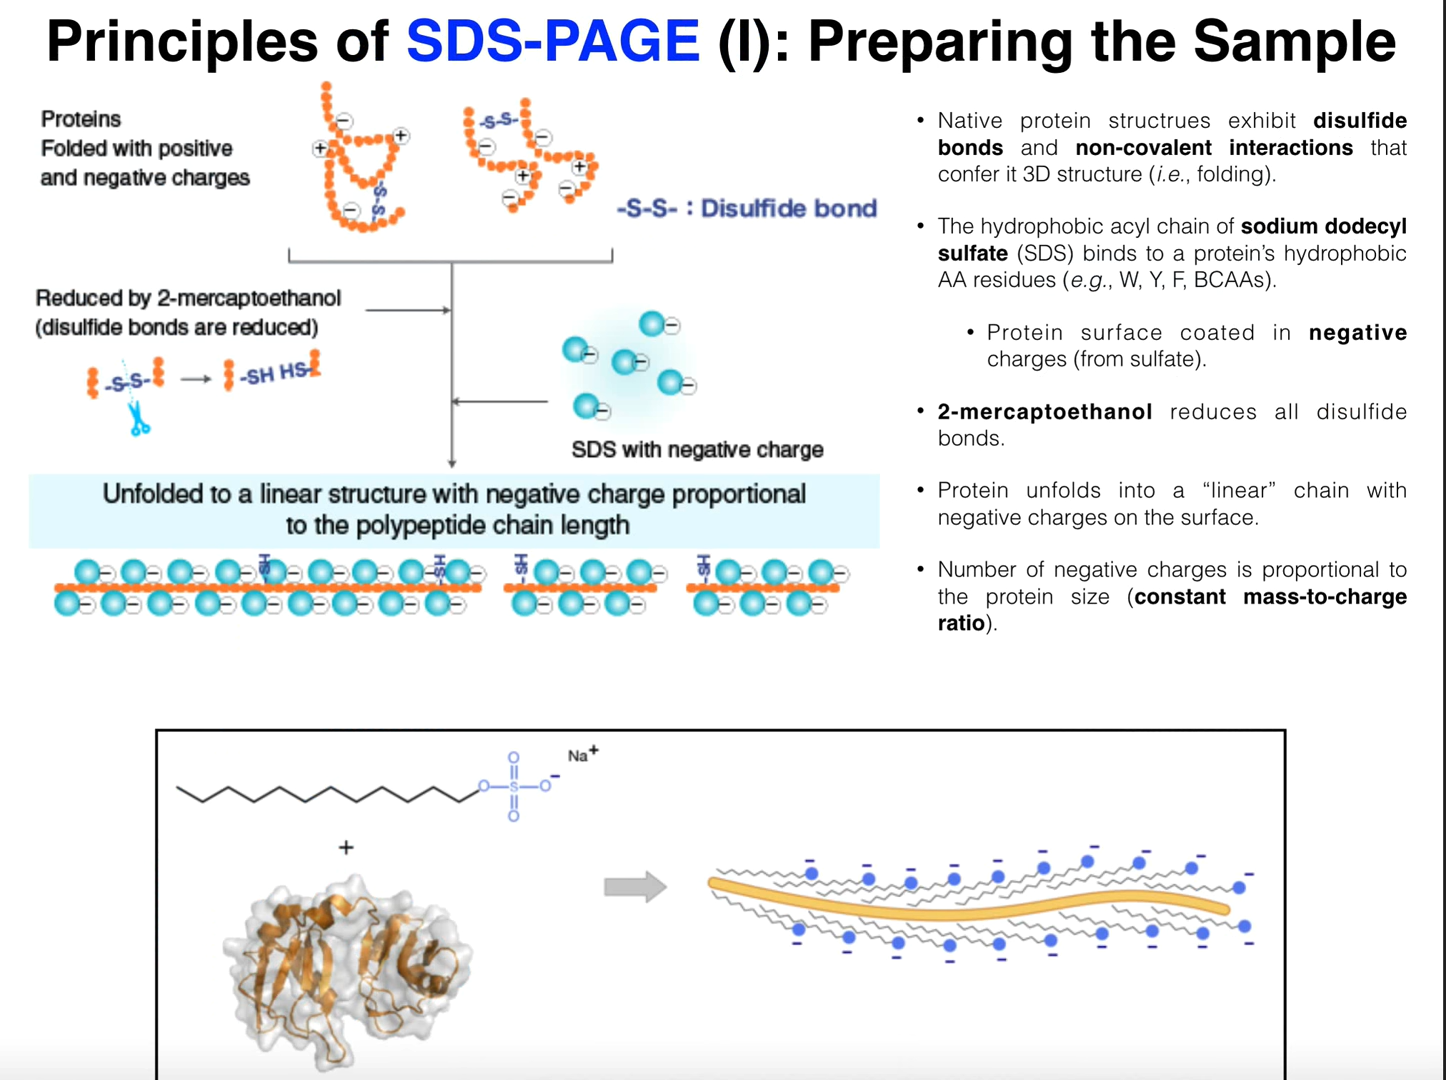 Principles of SDS-PAGE (I): Preparing the Sample
Proteins
Folded with positive
and negative charges
-S-S-
-S-S-
-S-S- : Disulfide bond
Reduced by 2-mercaptoethanol
(disulfide bonds are reduced)
-S-S-
-SH HS-
SDS with negative charge
Unfolded to a linear structure with negative charge proportional
to the polypeptide chain length
-SH
-SH
-SH
-SH
• Native protein structrues exhibit disulfide
bonds and non-covalent interactions that
confer it 3D structure (i.e., folding).
• The hydrophobic acyl chain of sodium dodecyl
sulfate (SDS) binds to a protein’s hydrophobic
AA residues (e.g., W, Y, F, BCAAs).
• Protein surface coated in negative
charges (from sulfate).
• 2-mercaptoethanol reduces all disulfide
bonds.
• Protein unfolds into a “linear” chain with
negative charges on the surface.
• Number of negative charges is proportional to
the protein size (constant mass-to-charge
ratio).
O
Na+
O—S—O-
O
+